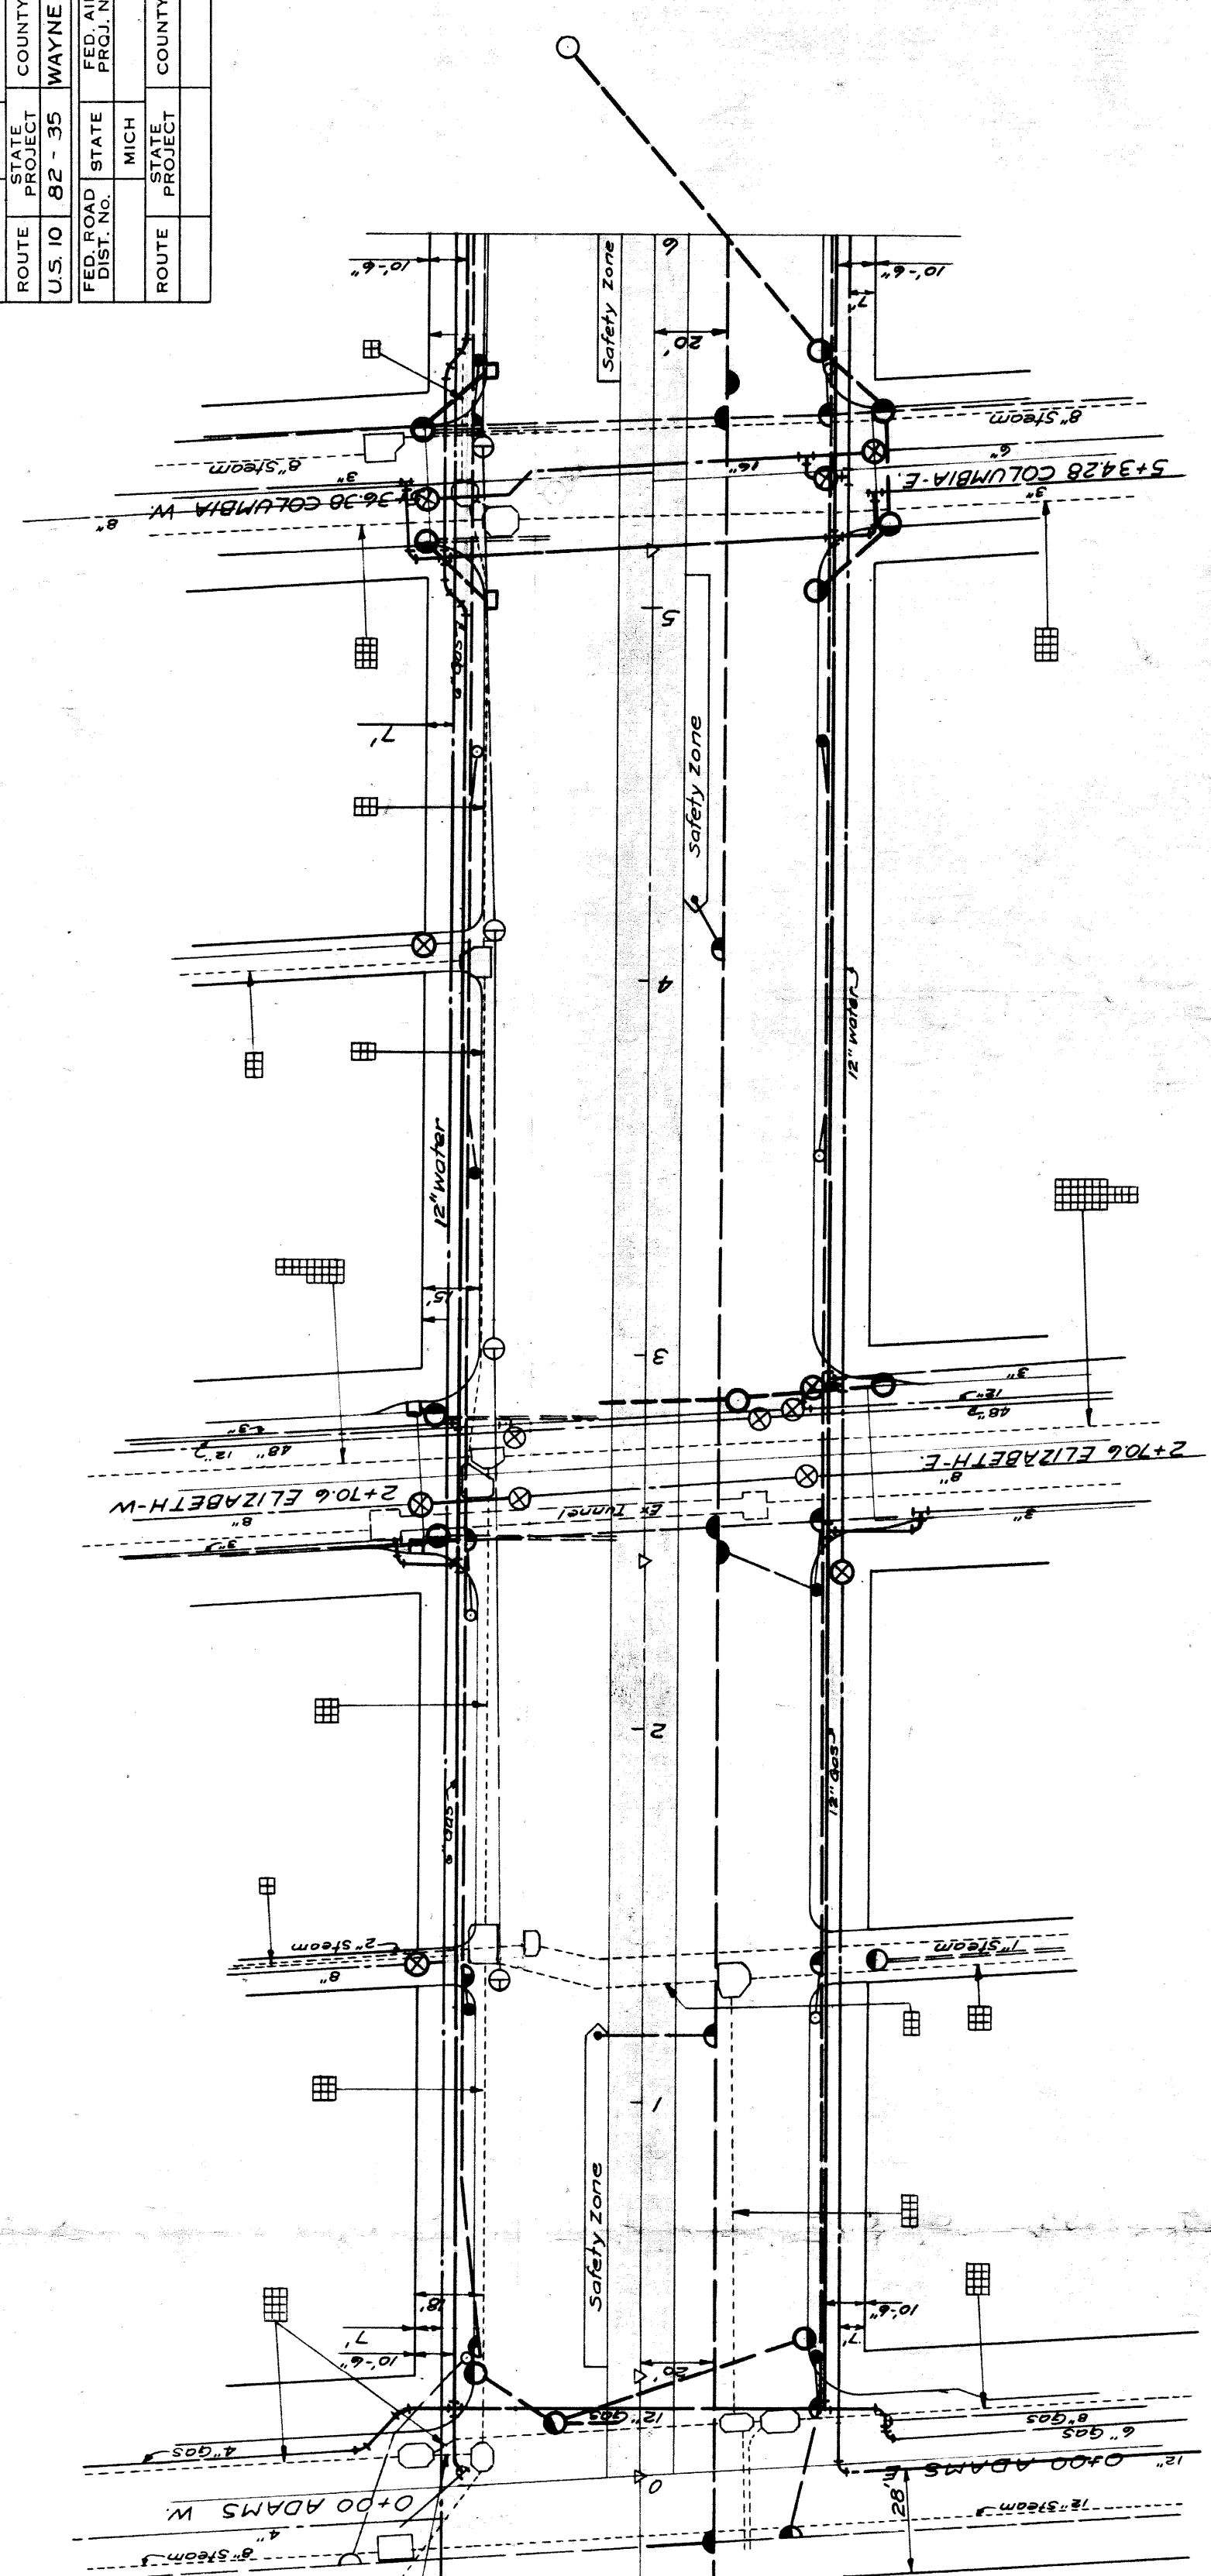 ROUTE
STATE PROJECT
COUNTY
U.S. 10
82 - 35
WAYNE
FED. ROAD DIST. No.
STATE
MICH
ROUTE
STATE PROJECT
COUNTY
10'-6"
Safety zone
6
10'-6"
7'
20'
8" Steam
8" Steam
6"
16"
3"
36.38 COLUMBIA W.
5+34.28 COLUMBIA-E.
3"
8"
5
6" Gas
7'
Safety zone
4
12" water
12" water
15'
3
3"
12"
48"
3"
48" 12"
2+70.6 ELIZABETH-E.
8"
2+70.6 ELIZABETH-W
8"
Ex Tunnel
3"
3"
2
12" Gas
6" Gas
2" Steam
8"
1" Steam
1
Safety zone
18'
7'
10'-6"
10'-6"
7'
20'
12" Gas
4" Gas
8" Gas
6" Gas
12"
0+00 ADAMS E
0
0+00 ADAMS W.
28'
4"
8" Steam
12" Steam